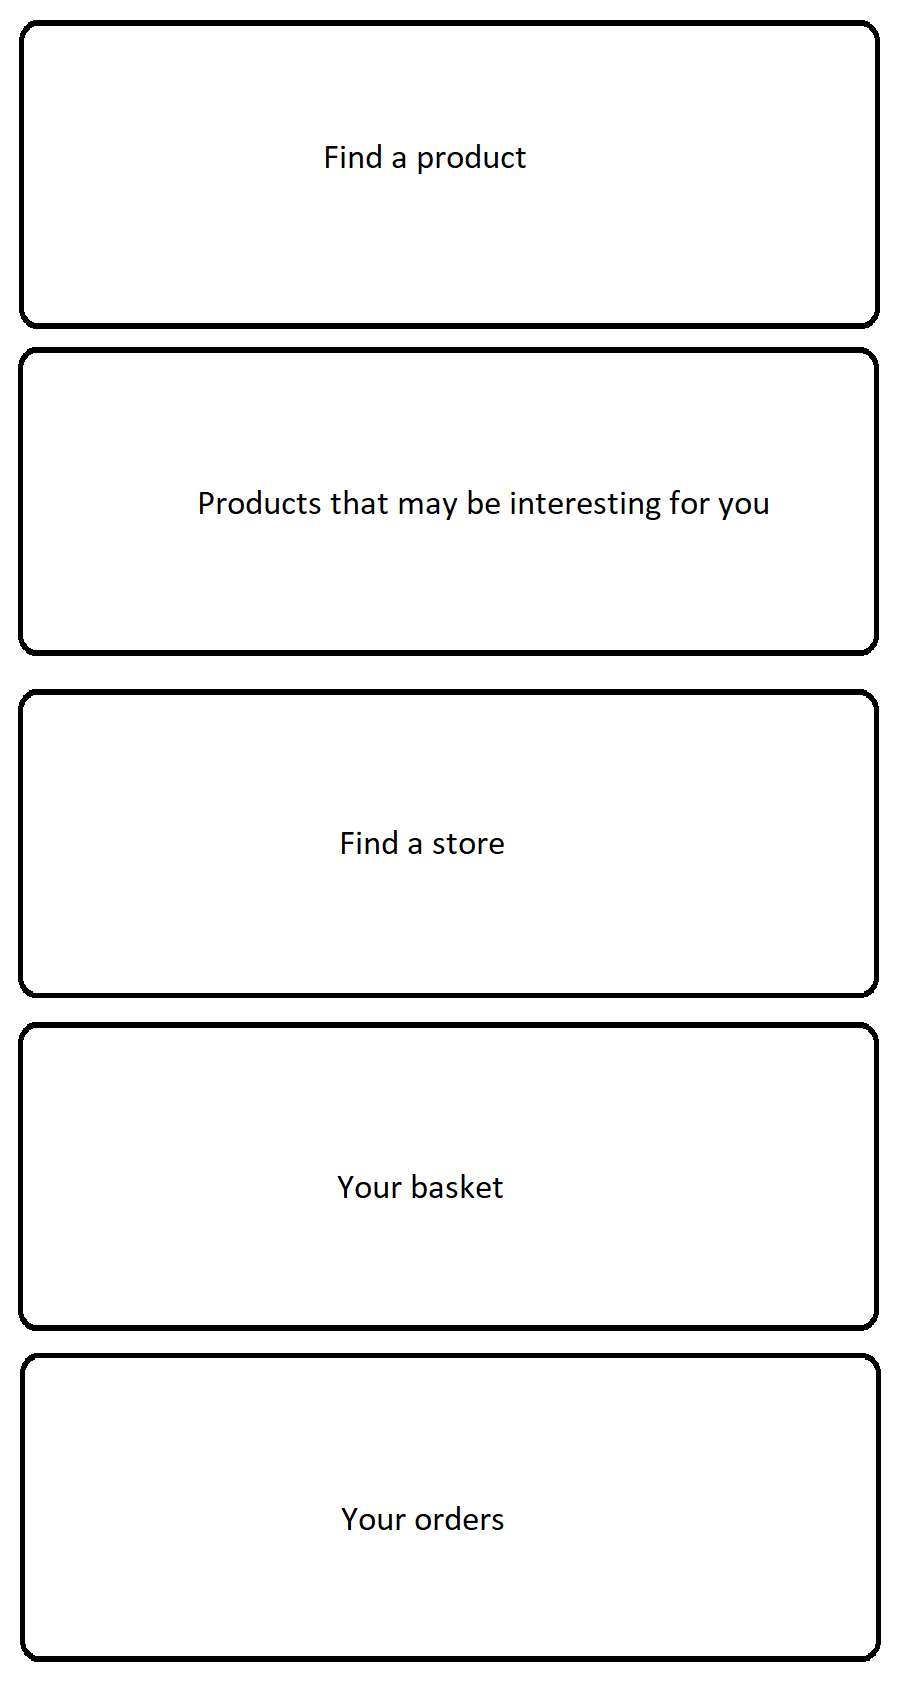 Find a product
Products that may be interesting for you
Find a store
Your basket
Your orders